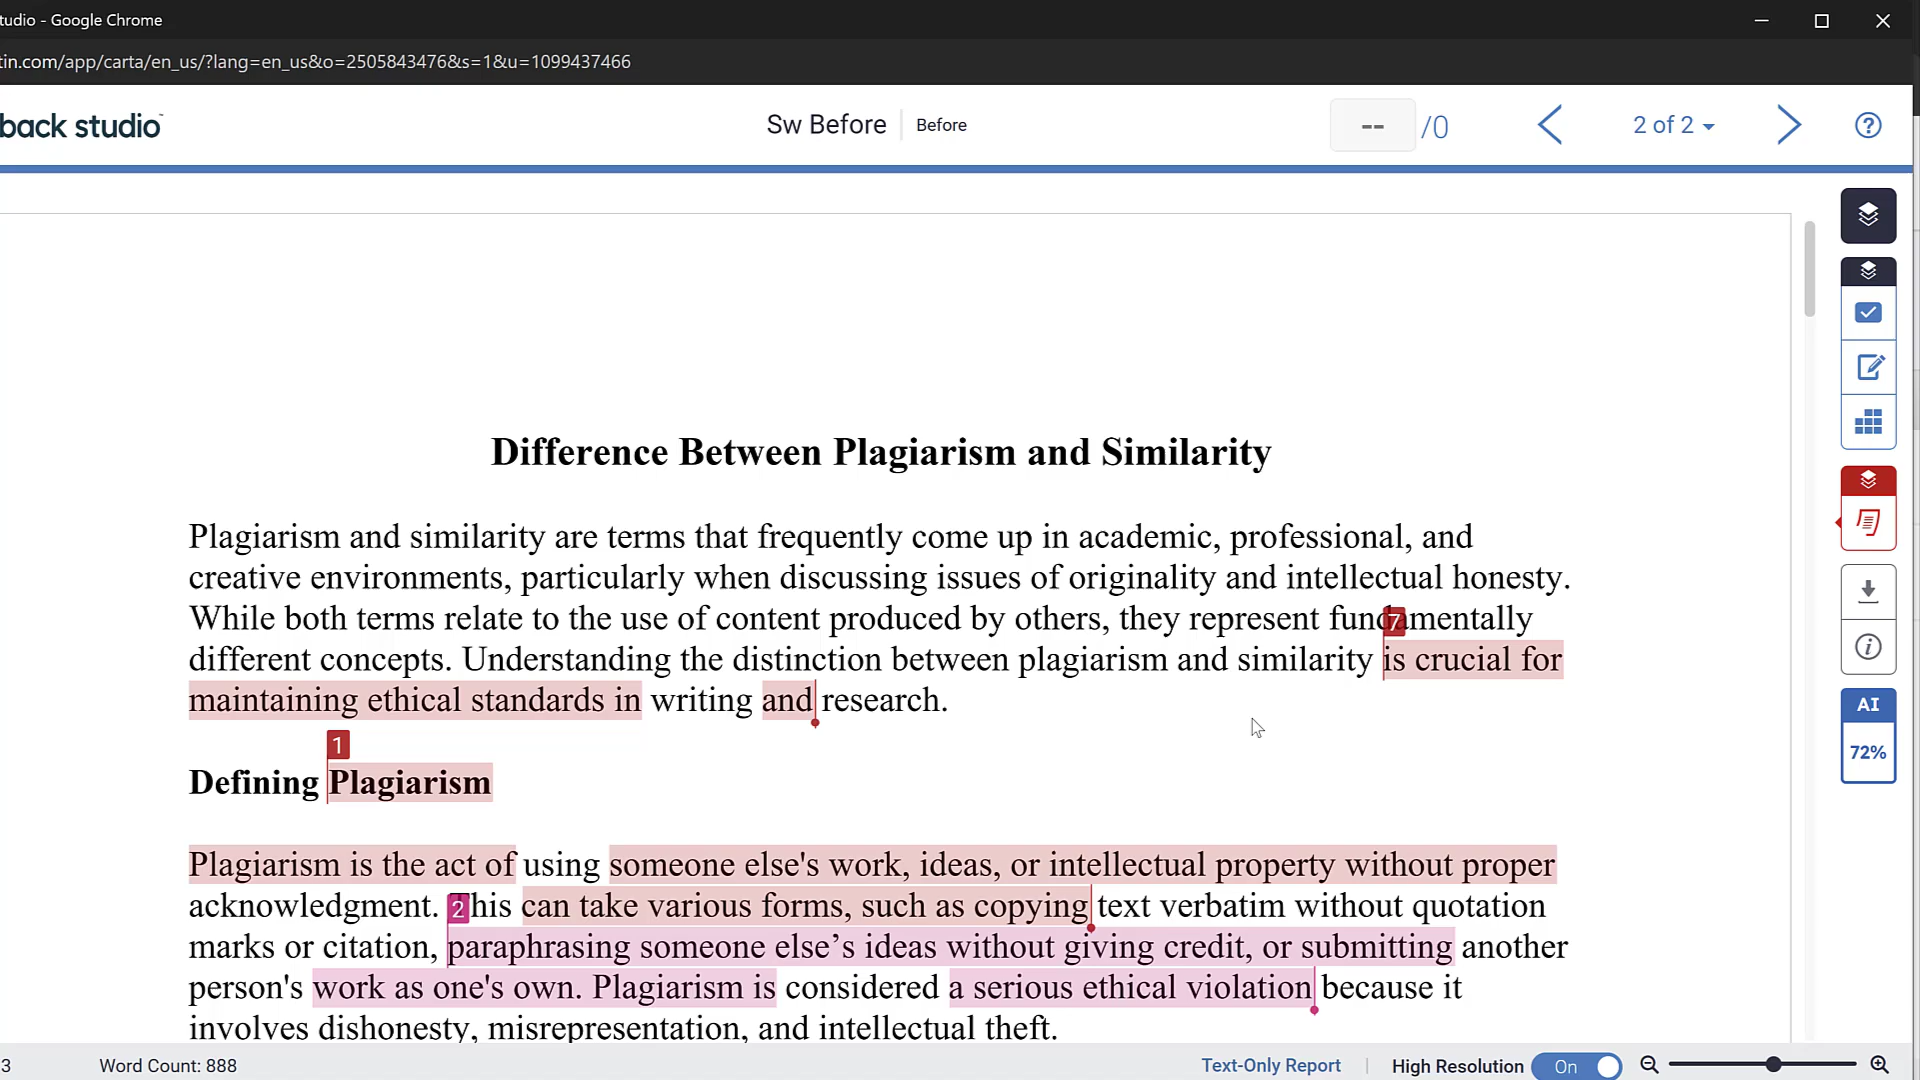 tudio - Google Chrome
tin.com/app/carta/en_us/?lang=en_us&o=2505843476&s=1&u=1099437466
back studio
Sw Before
Before
--
/0
2 of 2
Difference Between Plagiarism and Similarity
Plagiarism and similarity are terms that frequently come up in academic, professional, and
creative environments, particularly when discussing issues of originality and intellectual honesty.
While both terms relate to the use of content produced by others, they represent fundamentally
7
different concepts. Understanding the distinction between plagiarism and similarity is crucial for
maintaining ethical standards in writing and research.
1
Defining Plagiarism
Plagiarism is the act of using someone else's work, ideas, or intellectual property without proper
acknowledgment. This can take various forms, such as copying text verbatim without quotation
2
marks or citation, paraphrasing someone else’s ideas without giving credit, or submitting another
person's work as one's own. Plagiarism is considered a serious ethical violation because it
involves dishonesty, misrepresentation, and intellectual theft.
AI
72%
3
Word Count: 888
Text-Only Report
High Resolution
On